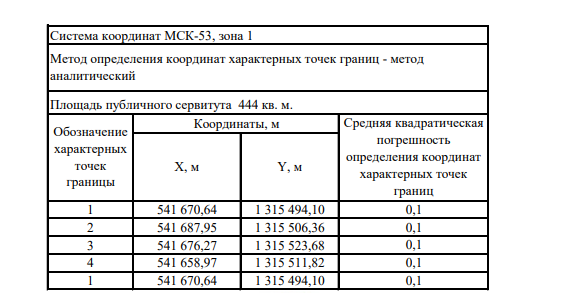 Система координат МСК-53, зона 1
Метод определения координат характерных точек границ - метод
аналитический
Площадь публичного сервитута 444 кв. м.
Обозначение
характерных
точек
границы
Координаты, м
X, м
Y, м
Средняя квадратическая
погрешность
определения координат
характерных точек
границ
1 541 670,64 1 315 494,10 0,1
2 541 687,95 1 315 506,36 0,1
3 541 676,27 1 315 523,68 0,1
4 541 658,97 1 315 511,82 0,1
1 541 670,64 1 315 494,10 0,1